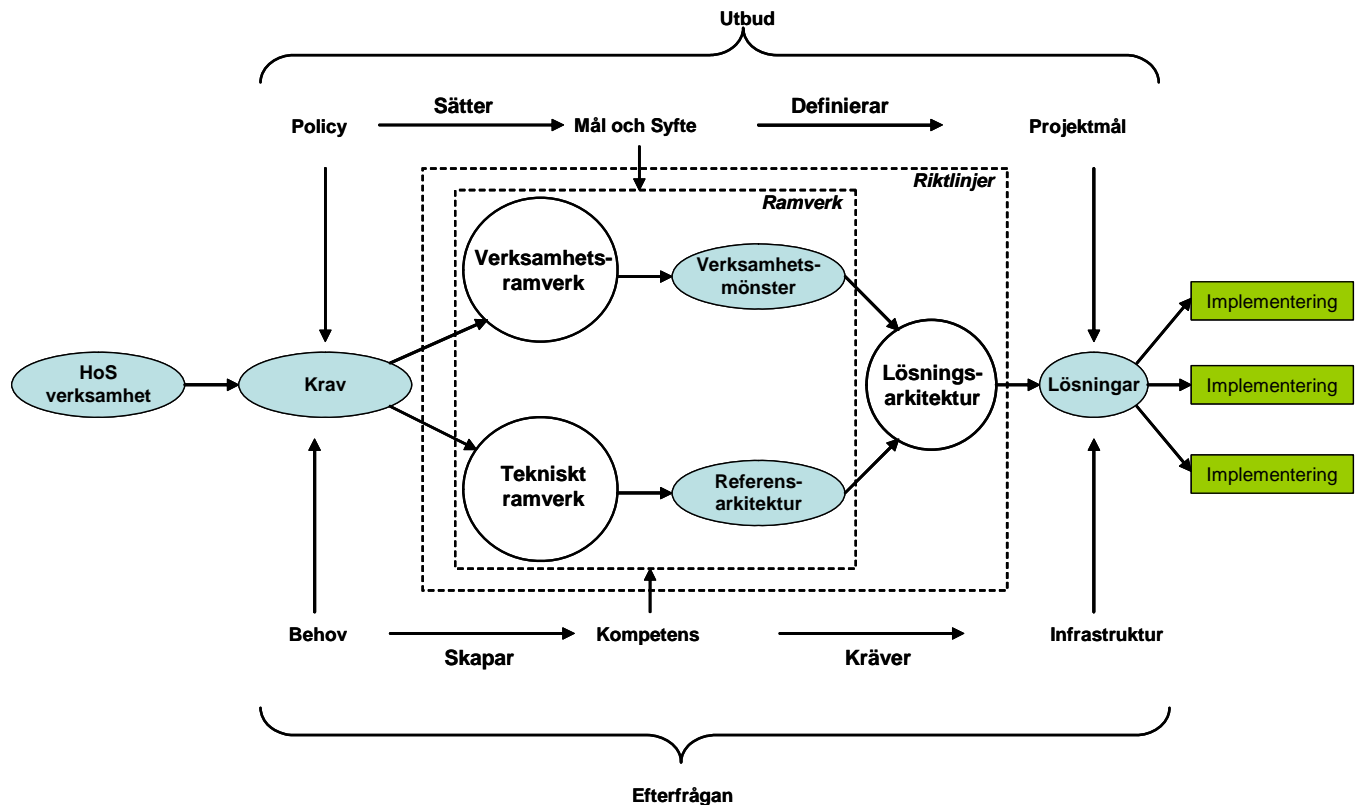 Utbud
Sätter
Definierar
Policy
Mål och Syfte
Projektmål
Riktlinjer
Ramverk
Verksamhets-
ramverk
Verksamhets-
mönster
Implementering
HoS
verksamhet
Krav
Lösnings-
arkitektur
Lösningar
Implementering
Tekniskt
ramverk
Referens-
arkitektur
Implementering
Behov
Kompetens
Infrastruktur
Skapar
Kräver
Efterfrågan